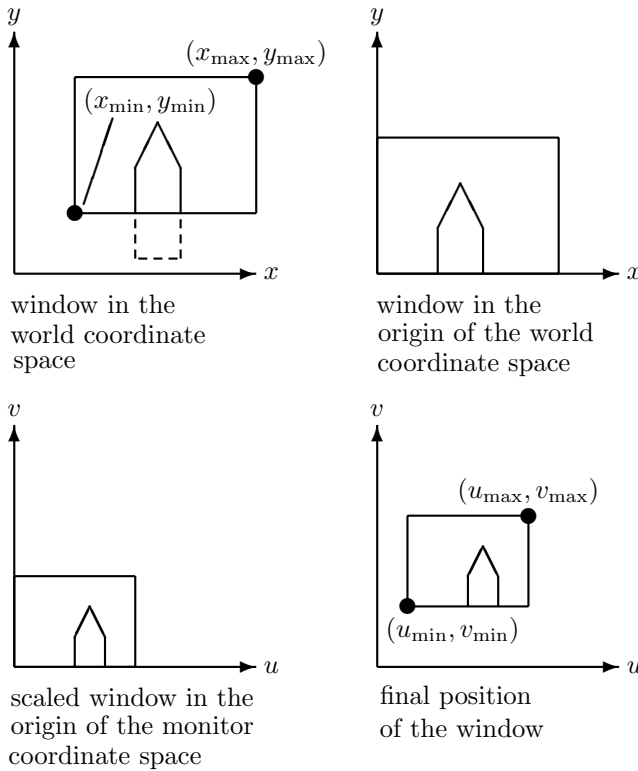 y
(x_max, y_max)
(x_min, y_min)
x
window in the
world coordinate
space
y
x
window in the
origin of the world
coordinate space
v
u
scaled window in the
origin of the monitor
coordinate space
v
(u_max, v_max)
(u_min, v_min)
u
final position
of the window